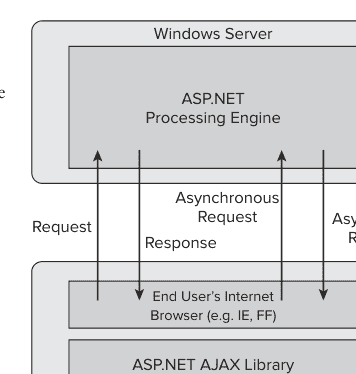 Windows Server
e
ASP.NET
Processing Engine
Asynchronous
Request
Request
Response
End User's Internet
Browser (e.g. IE, FF)
ASP.NET AJAX Library